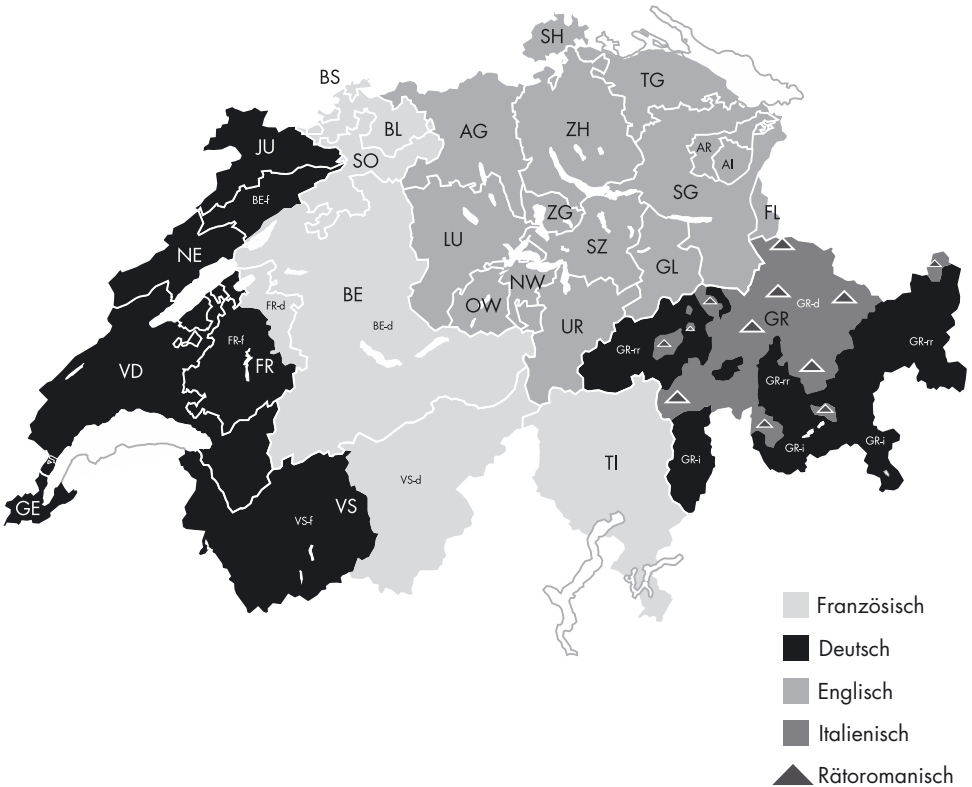 SH
BS
TG
BL
AG
ZH
JU
AR
AI
SO
SG
BE-f
ZG
FL
LU
SZ
NE
GL
NW
BE
OW
FR-d
GR-d
UR
GR
BE-d
FR-f
GR-rr
GR-rr
VD
FR
GR-rr
GR-i
GR-i
TI
GR-i
VS-d
GE
VS
VS-f
Französisch
Deutsch
Englisch
Italienisch
Rätoromanisch